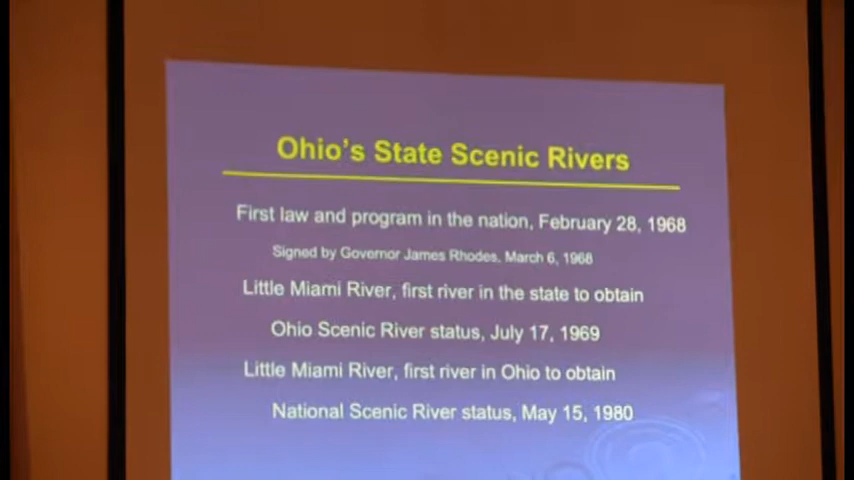 Ohio's State Scenic Rivers
First law and program in the nation, February 28, 1968
Signed by Governor James Rhodes, March 6, 1968
Little Miami River, first river in the state to obtain
Ohio Scenic River status, July 17, 1969
Little Miami River, first river in Ohio to obtain
National Scenic River status, May 15, 1980